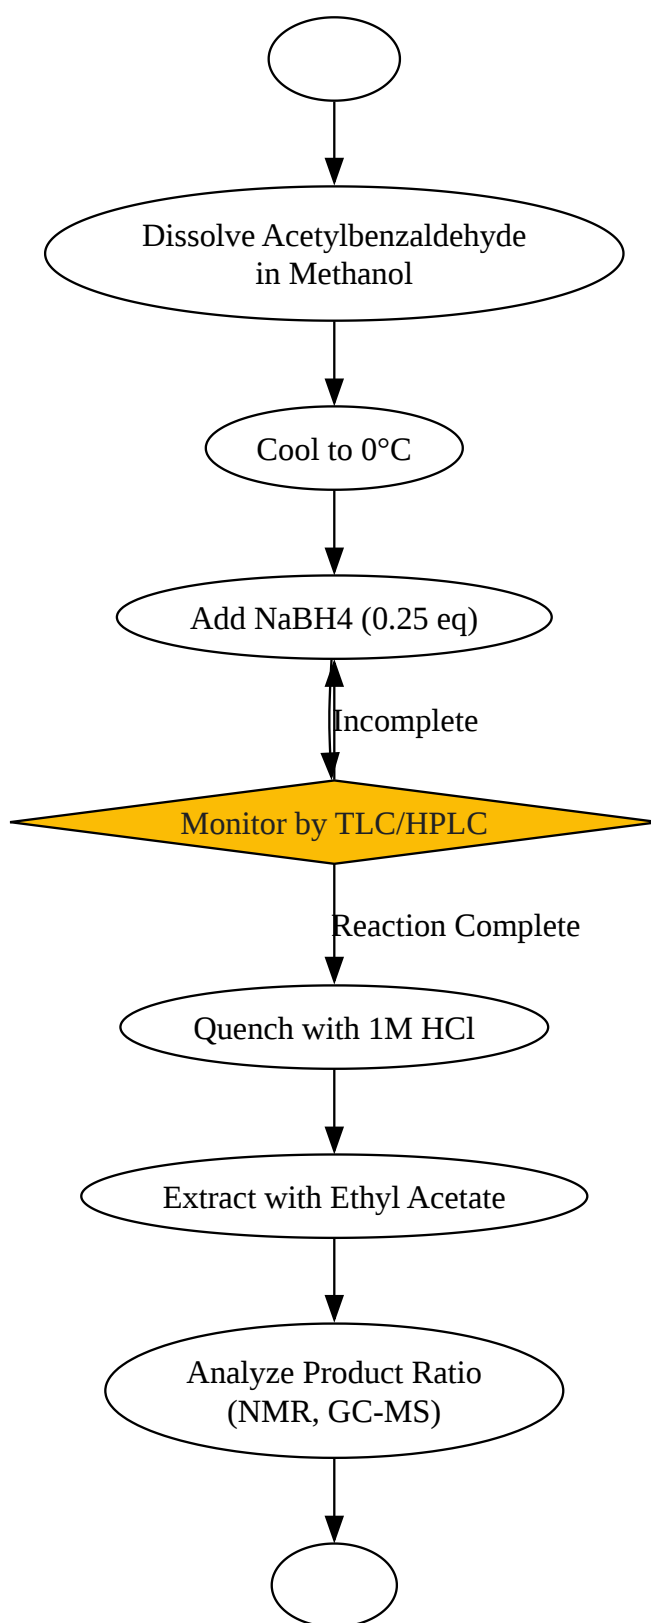 Dissolve Acetylbenzaldehyde
in Methanol
Cool to 0°C
Add NaBH4 (0.25 eq)
Incomplete
Monitor by TLC/HPLC
Reaction Complete
Quench with 1M HCl
Extract with Ethyl Acetate
Analyze Product Ratio
(NMR, GC-MS)